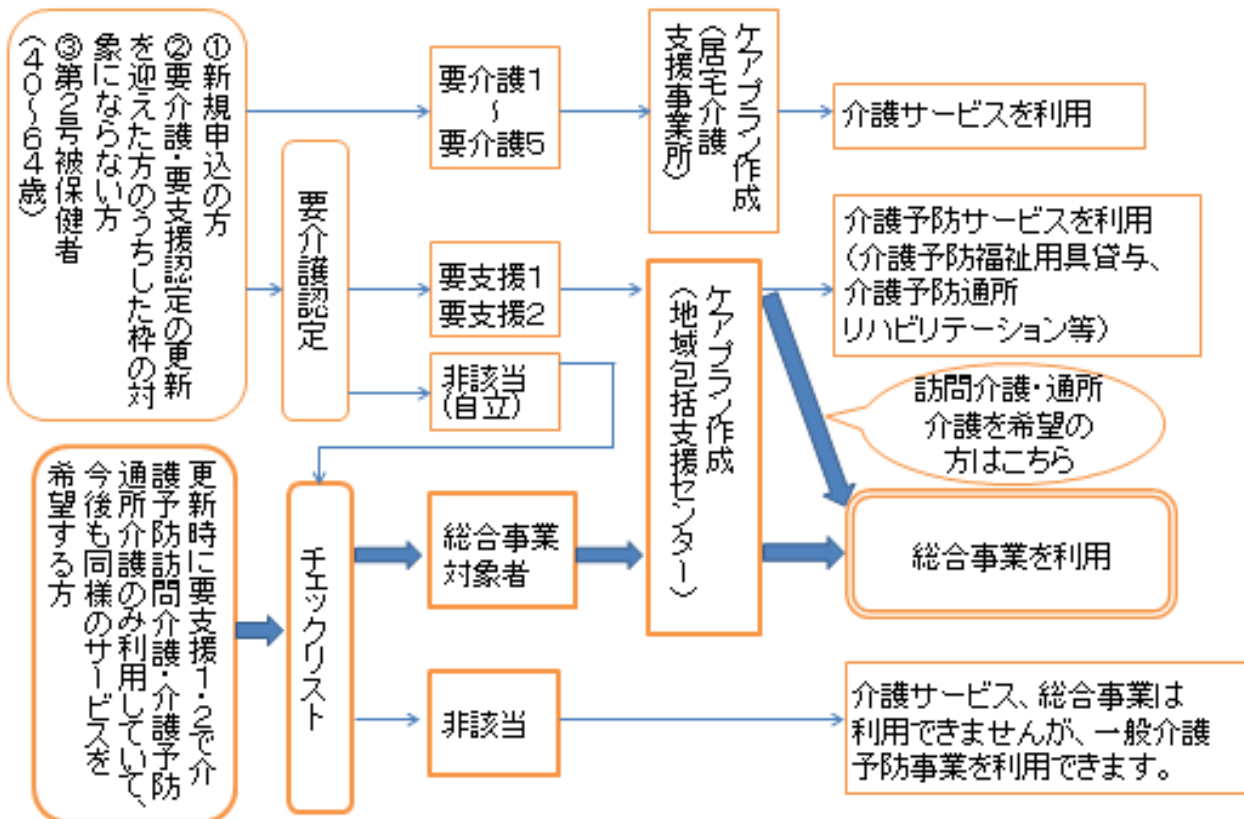 ①新規申込の方
②要介護・要支援認定の更新
を迎えた方のうちした枠の対
象にならない方
③第２号被保健者
（４０～６４歳）
要介護認定
要介護１
～
要介護５
ケアプラン作成
（居宅介護
支援事業所）
介護サービスを利用
要支援１
要支援２
非該当
(自立)
ケアプラン作成
（地域包括支援センター）
介護予防サービスを利用
（介護予防福祉用具貸与、
介護予防通所
リハビリテーション等）
訪問介護・通所
介護を希望の
方はこちら
更新時に要支援１・２で介
護予防訪問介護・介護予防
通所介護のみ利用していて、
今後も同様のサービスを
希望する方
チェックリスト
総合事業
対象者
総合事業を利用
非該当
介護サービス、総合事業は
利用できませんが、一般介護
予防事業を利用できます。